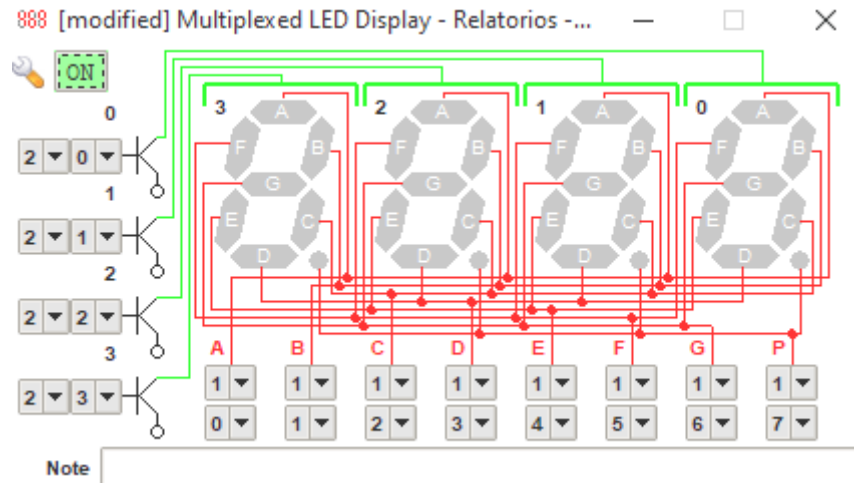 888 [modified] Multiplexed LED Display - Relatorios -...
ON
0
2 0
1
2 1
2
2 2
3
2 3
3 2 1 0
A A A A
F B F B F B F B
G G G G
E C E C E C E C
D D D D
A B C D E F G P
1 1 1 1 1 1 1 1
0 1 2 3 4 5 6 7
Note